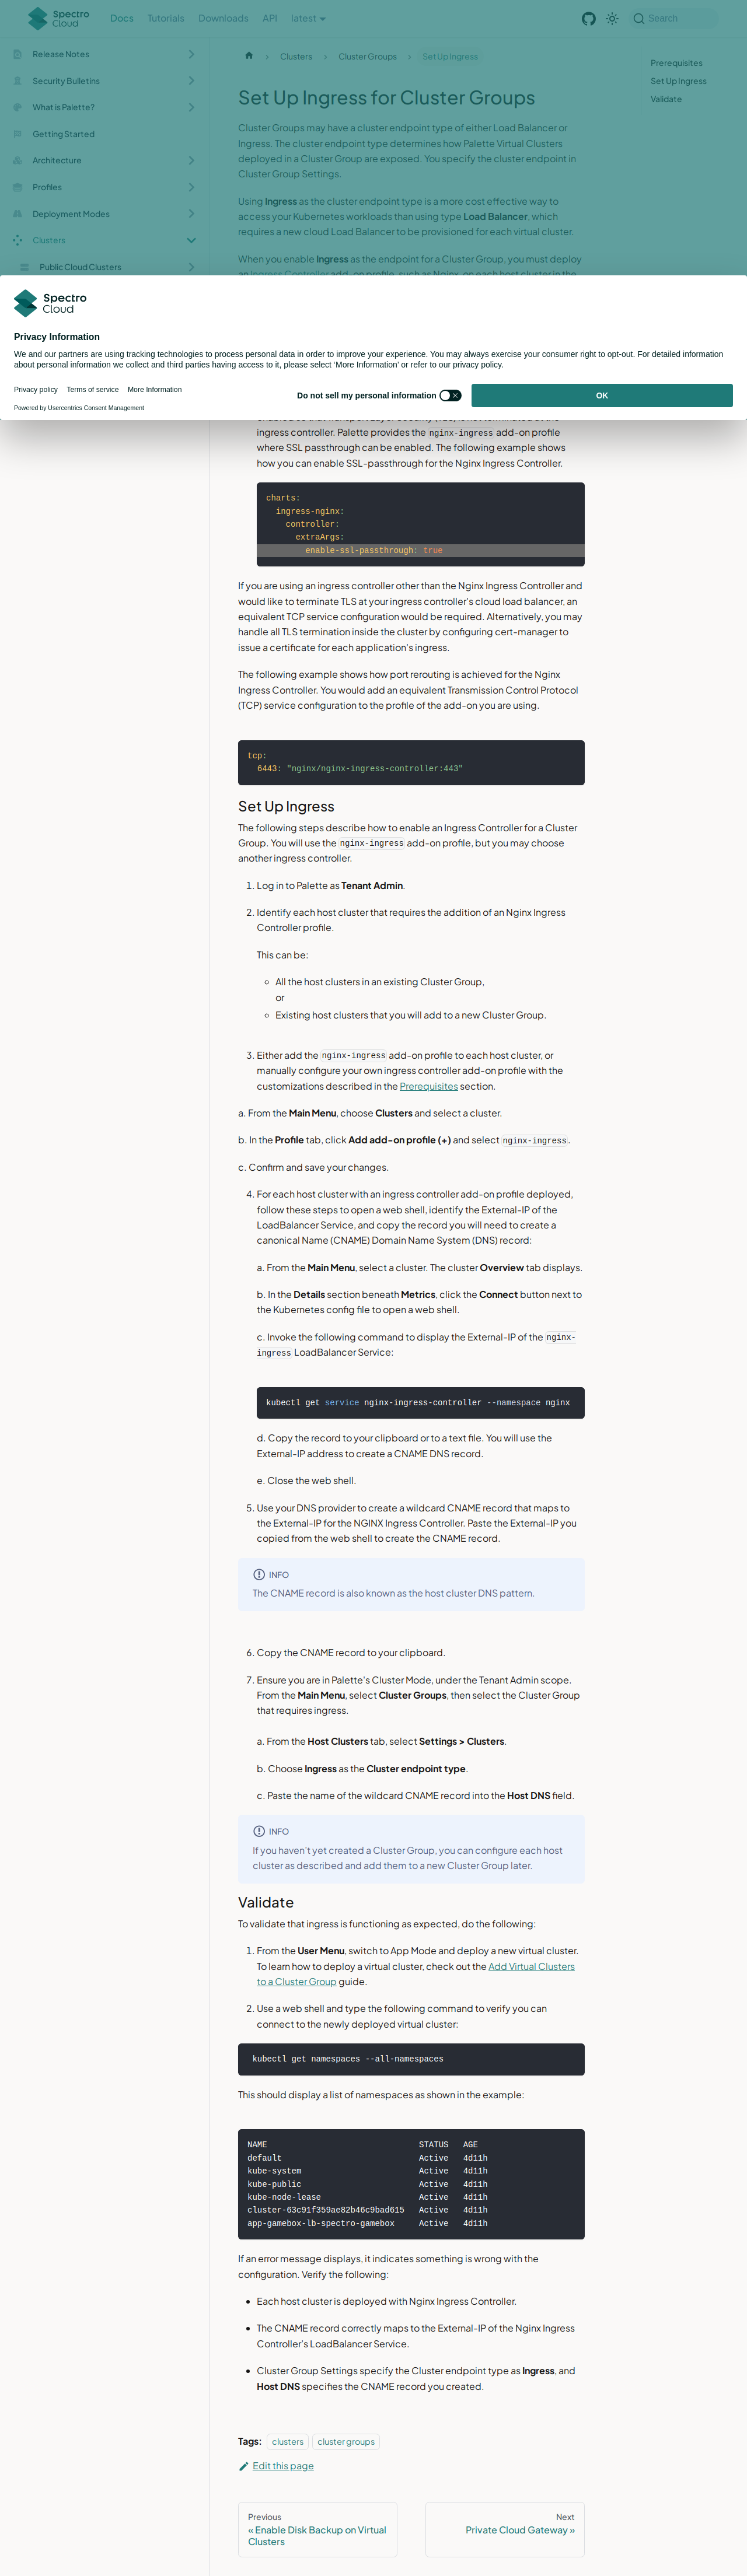 Spectro Cloud
Docs
Tutorials
Downloads
API
latest
Search
Release Notes
Security Bulletins
What is Palette?
Getting Started
Architecture
Profiles
Deployment Modes
Clusters
Public Cloud Clusters
Clusters
Cluster Groups
Set Up Ingress
Prerequisites
Set Up Ingress
Validate
Set Up Ingress for Cluster Groups
Cluster Groups may have a cluster endpoint type of either Load Balancer or
Ingress. The cluster endpoint type determines how Palette Virtual Clusters
deployed in a Cluster Group are exposed. You specify the cluster endpoint in
Cluster Group Settings.
Using Ingress as the cluster endpoint type is a more cost effective way to
access your Kubernetes workloads than using type Load Balancer, which
requires a new cloud Load Balancer to be provisioned for each virtual cluster.
When you enable Ingress as the endpoint for a Cluster Group, you must deploy
an Ingress Controller add-on profile, such as Nginx, on each host cluster in the
Spectro Cloud
Privacy Information
We and our partners are using tracking technologies to process personal data in order to improve your experience. You may always exercise your consumer right to opt-out. For detailed information
about personal information we collect and third parties having access to it, please select 'More Information' or refer to our privacy policy.
Privacy policy
Terms of service
More Information
Powered by Usercentrics Consent Management
Do not sell my personal information
OK
ingress controller. Palette provides the nginx-ingress add-on profile
where SSL passthrough can be enabled. The following example shows
how you can enable SSL-passthrough for the Nginx Ingress Controller.
charts:
ingress-nginx:
controller:
extraArgs:
enable-ssl-passthrough: true
If you are using an ingress controller other than the Nginx Ingress Controller and
would like to terminate TLS at your ingress controller's cloud load balancer, an
equivalent TCP service configuration would be required. Alternatively, you may
handle all TLS termination inside the cluster by configuring cert-manager to
issue a certificate for each application's ingress.
The following example shows how port rerouting is achieved for the Nginx
Ingress Controller. You would add an equivalent Transmission Control Protocol
(TCP) service configuration to the profile of the add-on you are using.
tcp:
6443: "nginx/nginx-ingress-controller:443"
Set Up Ingress
The following steps describe how to enable an Ingress Controller for a Cluster
Group. You will use the nginx-ingress add-on profile, but you may choose
another ingress controller.
1. Log in to Palette as Tenant Admin.
2. Identify each host cluster that requires the addition of an Nginx Ingress
Controller profile.
This can be:
All the host clusters in an existing Cluster Group,
or
Existing host clusters that you will add to a new Cluster Group.
3. Either add the nginx-ingress add-on profile to each host cluster, or
manually configure your own ingress controller add-on profile with the
customizations described in the Prerequisites section.
a. From the Main Menu, choose Clusters and select a cluster.
b. In the Profile tab, click Add add-on profile (+) and select nginx-ingress.
c. Confirm and save your changes.
4. For each host cluster with an ingress controller add-on profile deployed,
follow these steps to open a web shell, identify the External-IP of the
LoadBalancer Service, and copy the record you will need to create a
canonical Name (CNAME) Domain Name System (DNS) record:
a. From the Main Menu, select a cluster. The cluster Overview tab displays.
b. In the Details section beneath Metrics, click the Connect button next to
the Kubernetes config file to open a web shell.
c. Invoke the following command to display the External-IP of the nginx-
ingress LoadBalancer Service:
kubectl get service nginx-ingress-controller --namespace nginx
d. Copy the record to your clipboard or to a text file. You will use the
External-IP address to create a CNAME DNS record.
e. Close the web shell.
5. Use your DNS provider to create a wildcard CNAME record that maps to
the External-IP for the NGINX Ingress Controller. Paste the External-IP you
copied from the web shell to create the CNAME record.
INFO
The CNAME record is also known as the host cluster DNS pattern.
6. Copy the CNAME record to your clipboard.
7. Ensure you are in Palette's Cluster Mode, under the Tenant Admin scope.
From the Main Menu, select Cluster Groups, then select the Cluster Group
that requires ingress.
a. From the Host Clusters tab, select Settings > Clusters.
b. Choose Ingress as the Cluster endpoint type.
c. Paste the name of the wildcard CNAME record into the Host DNS field.
INFO
If you haven't yet created a Cluster Group, you can configure each host
cluster as described and add them to a new Cluster Group later.
Validate
To validate that ingress is functioning as expected, do the following:
1. From the User Menu, switch to App Mode and deploy a new virtual cluster.
To learn how to deploy a virtual cluster, check out the Add Virtual Clusters
to a Cluster Group guide.
2. Use a web shell and type the following command to verify you can
connect to the newly deployed virtual cluster:
kubectl get namespaces --all-namespaces
This should display a list of namespaces as shown in the example:
NAME STATUS AGE
default Active 4d11h
kube-system Active 4d11h
kube-public Active 4d11h
kube-node-lease Active 4d11h
cluster-63c91f359ae82b46c9bad615 Active 4d11h
app-gamebox-lb-spectro-gamebox Active 4d11h
If an error message displays, it indicates something is wrong with the
configuration. Verify the following:
Each host cluster is deployed with Nginx Ingress Controller.
The CNAME record correctly maps to the External-IP of the Nginx Ingress
Controller's LoadBalancer Service.
Cluster Group Settings specify the Cluster endpoint type as Ingress, and
Host DNS specifies the CNAME record you created.
Tags:
clusters
cluster groups
Edit this page
Previous
« Enable Disk Backup on Virtual
Clusters
Next
Private Cloud Gateway »